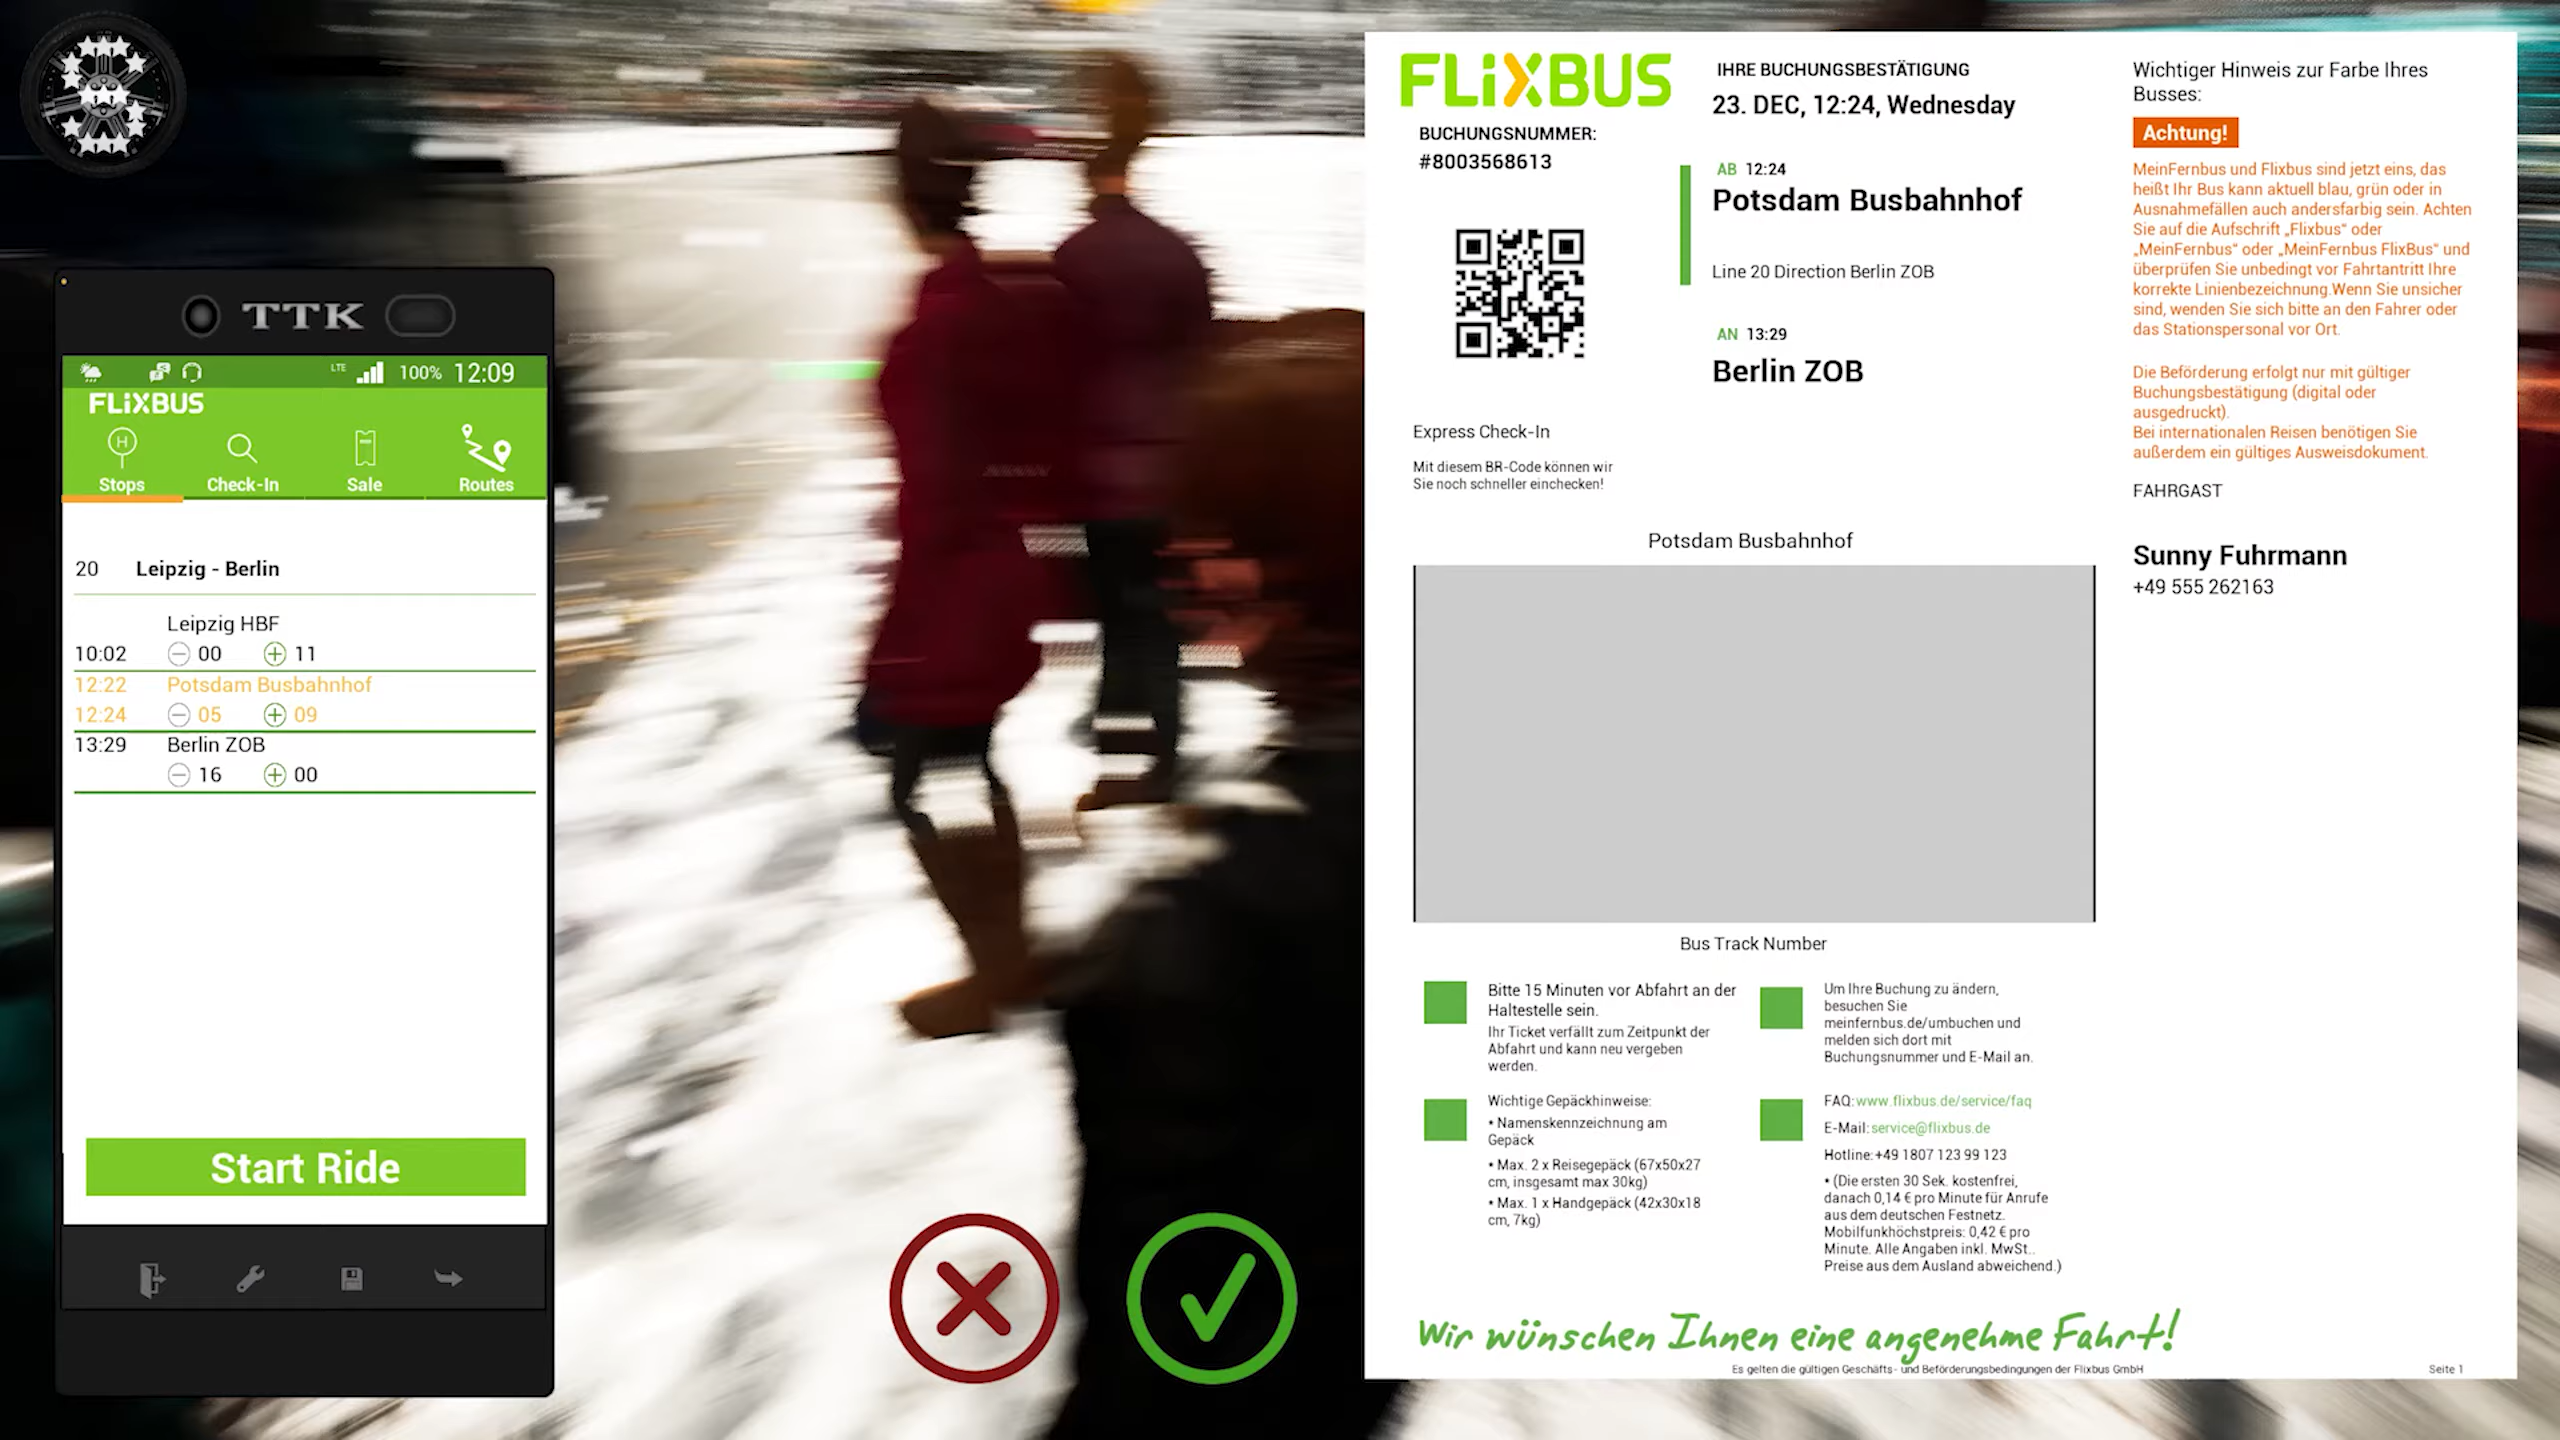 TTK
LTE 100% 12:09
FLiXBUS
H
Stops Check-In Sale Routes
20 Leipzig - Berlin
Leipzig HBF
10:02 00 11
12:22 Potsdam Busbahnhof
12:24 05 09
13:29 Berlin ZOB
16 00
Start Ride
FLiXBUS
BUCHUNGSNUMMER:
#8003568613
Express Check-In
Mit diesem BR-Code können wir
Sie noch schneller einchecken!
IHRE BUCHUNGSBESTÄTIGUNG
23. DEC, 12:24, Wednesday
AB 12:24
Potsdam Busbahnhof
Line 20 Direction Berlin ZOB
AN 13:29
Berlin ZOB
Potsdam Busbahnhof
Bus Track Number
Bitte 15 Minuten vor Abfahrt an der
Haltestelle sein.
Ihr Ticket verfällt zum Zeitpunkt der
Abfahrt und kann neu vergeben
werden.
Wichtige Gepäckhinweise:
• Namenskennzeichnung am
Gepäck
• Max. 2 x Reisegepäck (67x50x27
cm, insgesamt max 30kg)
• Max. 1 x Handgepäck (42x30x18
cm, 7kg)
Um Ihre Buchung zu ändern,
besuchen Sie
meinfernbus.de/umbuchen und
melden sich dort mit
Buchungsnummer und E-Mail an.
FAQ: www.flixbus.de/service/faq
E-Mail: service@flixbus.de
Hotline: +49 1807 123 99 123
• (Die ersten 30 Sek. kostenfrei,
danach 0,14 € pro Minute für Anrufe
aus dem deutschen Festnetz.
Mobilfunkhöchstpreis: 0,42 € pro
Minute. Alle Angaben inkl. MwSt..
Preise aus dem Ausland abweichend.)
Wichtiger Hinweis zur Farbe Ihres
Busses:
Achtung!
MeinFernbus und Flixbus sind jetzt eins, das
heißt Ihr Bus kann aktuell blau, grün oder in
Ausnahmefällen auch andersfarbig sein. Achten
Sie auf die Aufschrift „Flixbus“ oder
„MeinFernbus“ oder „MeinFernbus FlixBus“ und
überprüfen Sie unbedingt vor Fahrtantritt Ihre
korrekte Linienbezeichnung.Wenn Sie unsicher
sind, wenden Sie sich bitte an den Fahrer oder
das Stationspersonal vor Ort.
Die Beförderung erfolgt nur mit gültiger
Buchungsbestätigung (digital oder
ausgedruckt).
Bei internationalen Reisen benötigen Sie
außerdem ein gültiges Ausweisdokument.
FAHRGAST
Sunny Fuhrmann
+49 555 262163
Wir wünschen Ihnen eine angenehme Fahrt!
Es gelten die gültigen Geschäfts- und Beförderungsbedingungen der Flixbus GmbH
Seite 1